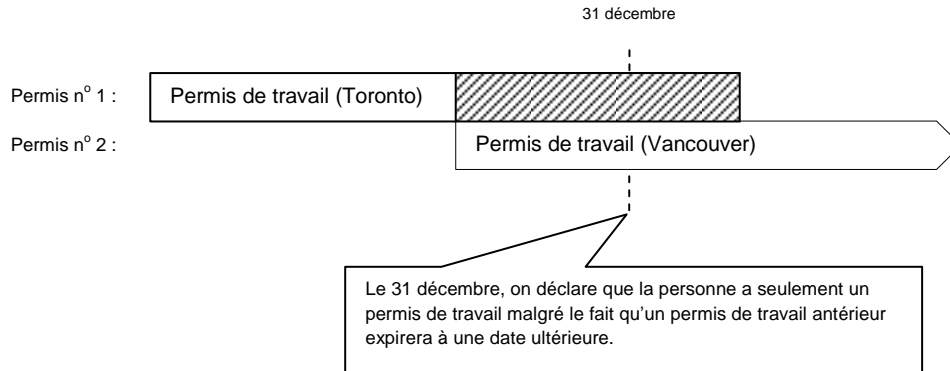 31 décembre
Permis nº 1 :
Permis de travail (Toronto)
Permis nº 2 :
Permis de travail (Vancouver)
Le 31 décembre, on déclare que la personne a seulement un
permis de travail malgré le fait qu'un permis de travail antérieur
expirera à une date ultérieure.